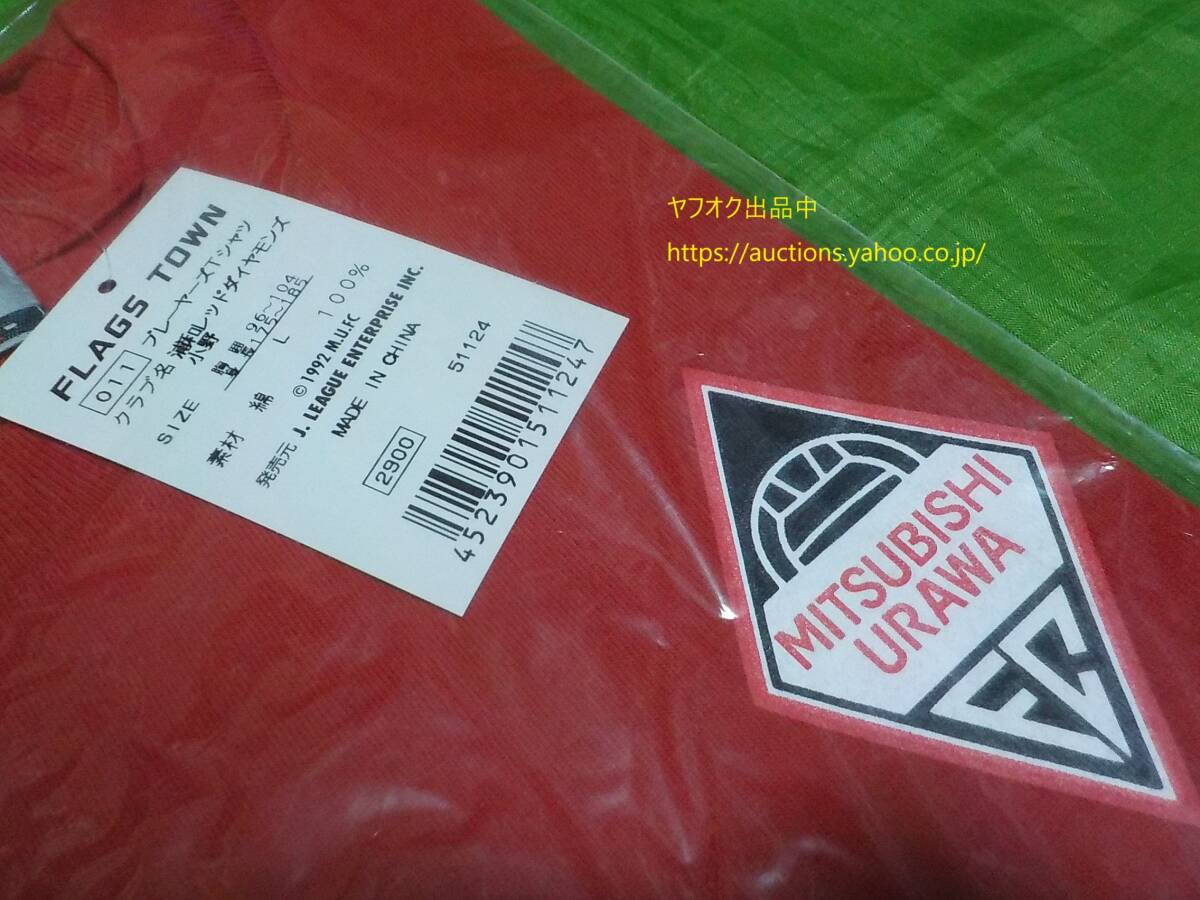 FLAGS TOWN
011 プレーヤーズTシャツ
クラブ名 浦和レッドダイヤモンズ
小野
SIZE 胸囲 96～104
身長 175～185
L
素材 綿 100%
© 1992 M.U.FC
発売元 J. LEAGUE ENTERPRISE INC.
MADE IN CHINA
51124
2900
4523901511247
ヤフオク出品中
https://auctions.yahoo.co.jp/
MITSUBISHI
URAWA
FC